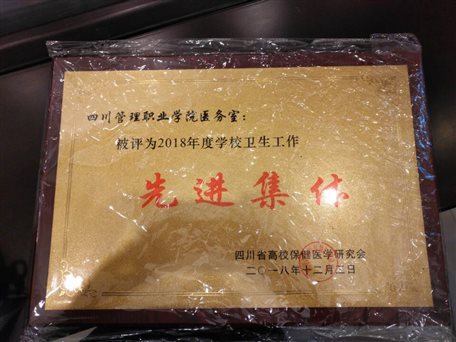 四川管理职业学院医务室：
被评为2018年度学校卫生工作
先进集体
四川省高校保健医学研究会
二〇一八年十二月二日